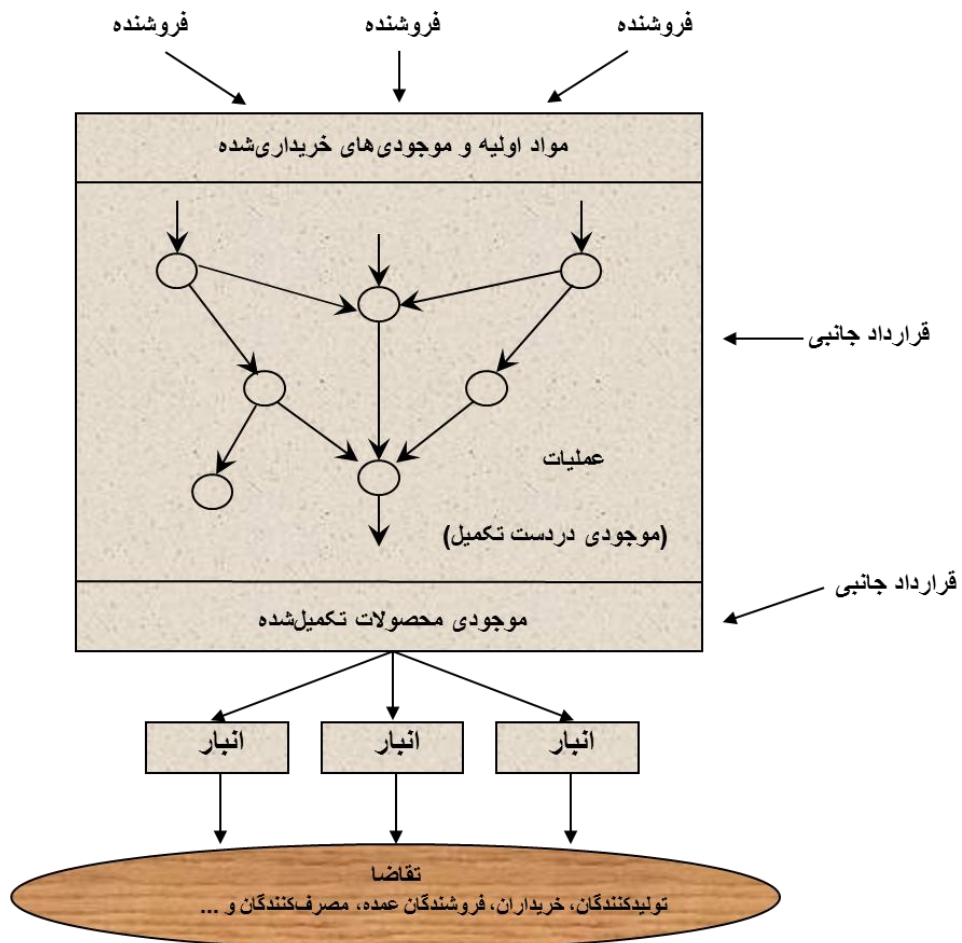 فروشنده
فروشنده
فروشنده
مواد اولیه و موجودی‌های خریداری‌شده
قرارداد جانبی
عملیات
(موجودی دردست تکمیل)
قرارداد جانبی
موجودی محصولات تکمیل‌شده
انبار
انبار
انبار
تقاضا
تولیدکنندگان، خریداران، فروشندگان عمده، مصرف‌کنندگان و ...